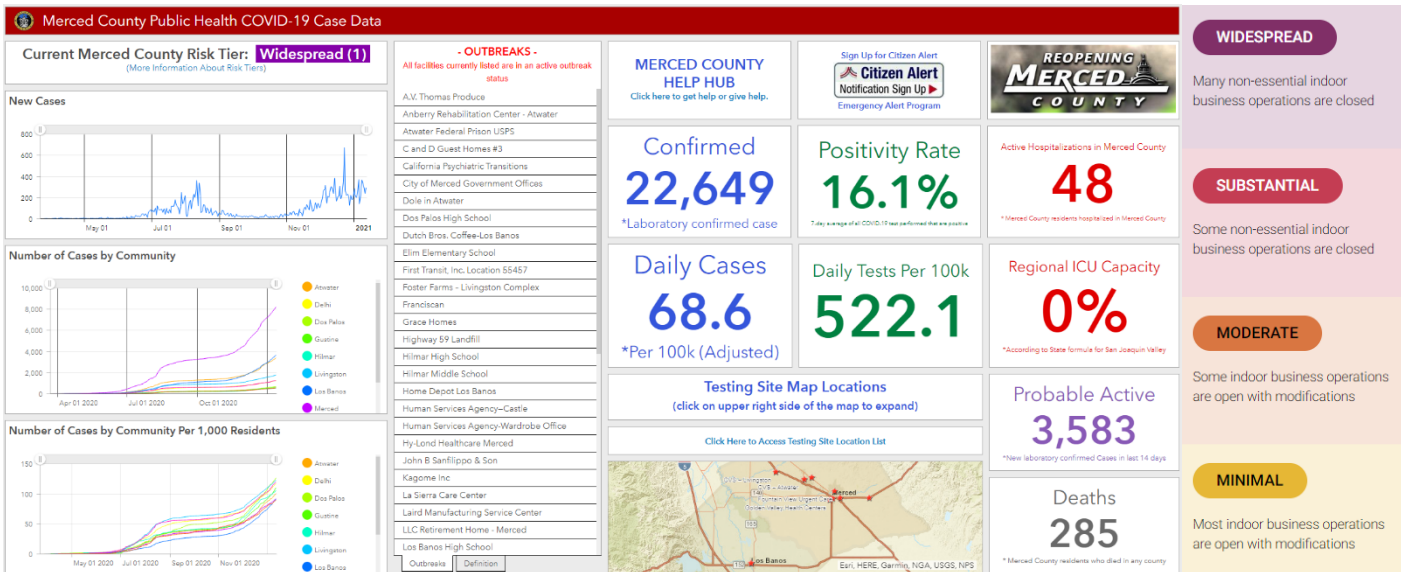 Merced County Public Health COVID-19 Case Data
Current Merced County Risk Tier: Widespread (1)
(More Information About Risk Tiers)
New Cases
800
600
400
200
0
May 01
Jul 01
Sep 01
Nov 01
2021
Number of Cases by Community
10,000
8,000
6,000
4,000
2,000
0
Apr 01 2020
Jul 01 2020
Oct 01 2020
Atwater
Delhi
Dos Palos
Gustine
Hilmar
Livingston
Los Banos
Merced
Number of Cases by Community Per 1,000 Residents
150
100
50
0
May 01 2020
Jul 01 2020
Sep 01 2020
Nov 01 2020
Atwater
Delhi
Dos Palos
Gustine
Hilmar
Livingston
Los Banos
- OUTBREAKS -
All facilities currently listed are in an active outbreak
status
A.V. Thomas Produce
Anberry Rehabilitation Center - Atwater
Atwater Federal Prison USPS
C and D Guest Homes #3
California Psychiatric Transitions
City of Merced Government Offices
Dole in Atwater
Dos Palos High School
Dutch Bros. Coffee-Los Banos
Elim Elementary School
First Transit, Inc. Location 55457
Foster Farms - Livingston Complex
Franciscan
Grace Homes
Highway 59 Landfill
Hilmar High School
Hilmar Middle School
Home Depot Los Banos
Human Services Agency–Castle
Human Services Agency-Wardrobe Office
Hy-Lond Healthcare Merced
John B Sanfilippo & Son
Kagome Inc
La Sierra Care Center
Laird Manufacturing Service Center
LLC Retirement Home - Merced
Los Banos High School
Outbreaks
Definition
MERCED COUNTY
HELP HUB
Click here to get help or give help.
Sign Up for Citizen Alert
Citizen Alert
Notification Sign Up
Emergency Alert Program
REOPENING
MERCED
COUNTY
Confirmed
22,649
*Laboratory confirmed case
Positivity Rate
16.1%
7-day average of all COVID-19 test performed that are positive
Active Hospitalizations in Merced County
48
* Merced County residents hospitalized in Merced County
Daily Cases
68.6
*Per 100k (Adjusted)
Daily Tests Per 100k
522.1
Regional ICU Capacity
0%
*According to State formula for San Joaquin Valley
Testing Site Map Locations
(click on upper right side of the map to expand)
Click Here to Access Testing Site Location List
CVS - Livingston
CVS - Atwater
Fountain View Urgent Care
Golden Valley Health Centers
Merced
Los Banos
Esri, HERE, Garmin, NGA, USGS, NPS
Probable Active
3,583
*New laboratory confirmed Cases in last 14 days
Deaths
285
* Merced County residents who died in any county
WIDESPREAD
Many non-essential indoor
business operations are closed
SUBSTANTIAL
Some non-essential indoor
business operations are closed
MODERATE
Some indoor business operations
are open with modifications
MINIMAL
Most indoor business operations
are open with modifications